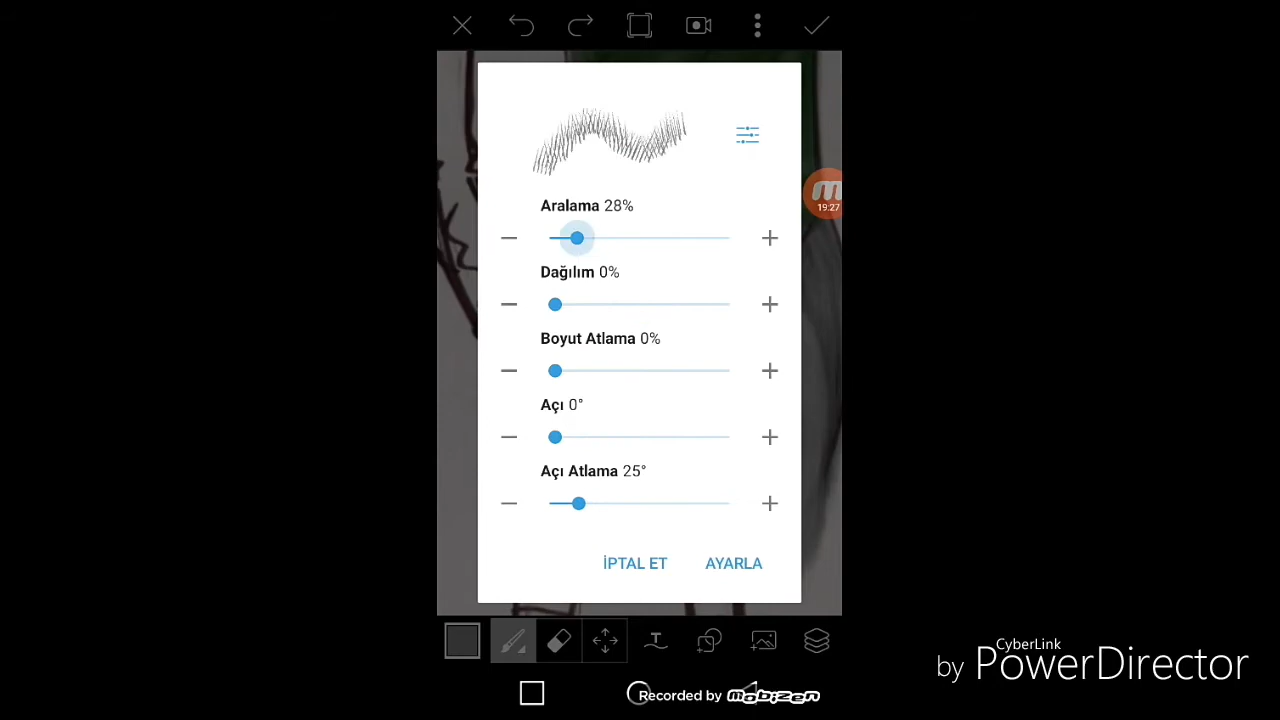 Aralama 28%
19:27
Dağılım 0%
Boyut Atlama 0%
Açı 0°
Açı Atlama 25°
İPTAL ET AYARLA
T
CyberLink
by PowerDirector
Recorded by mobizen